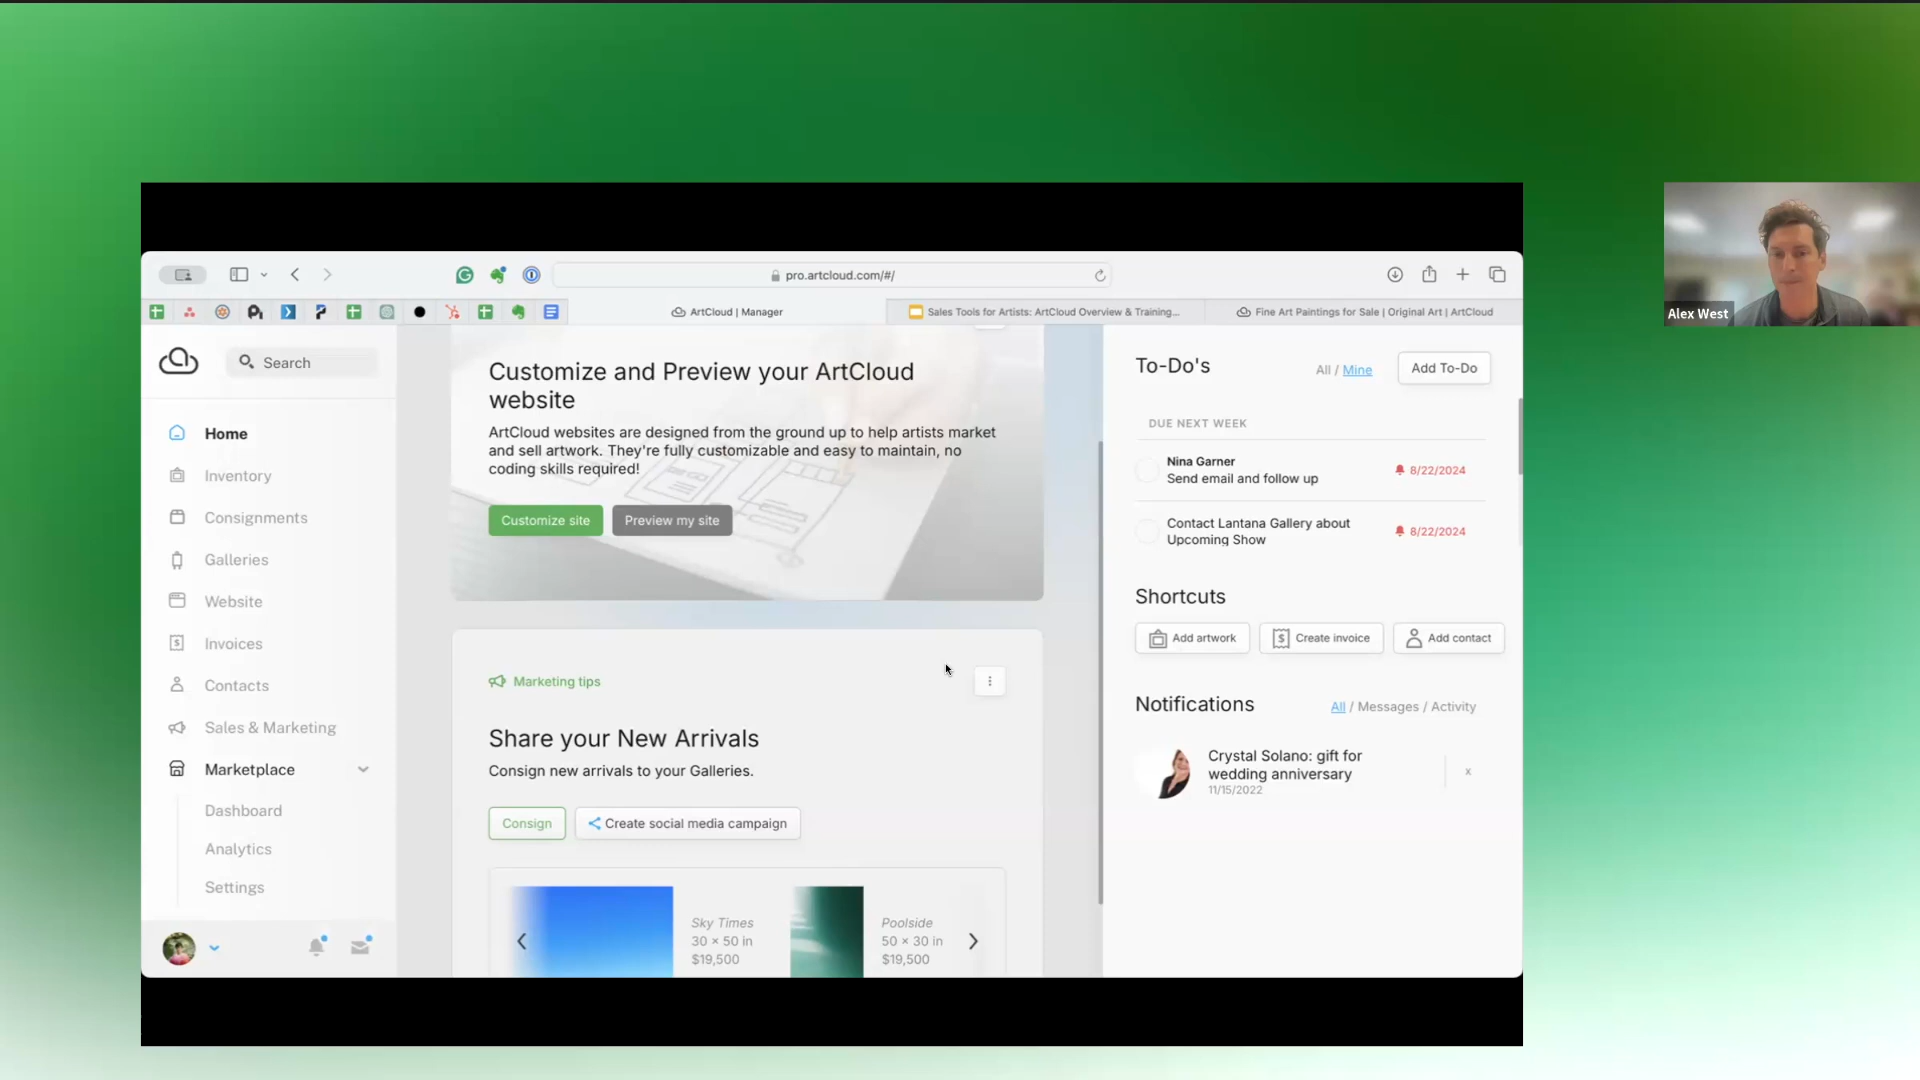 pro.artcloud.com/#/
ArtCloud | Manager
Sales Tools for Artists: ArtCloud Overview & Training...
Fine Art Paintings for Sale | Original Art | ArtCloud
Search
Home
Inventory
Consignments
Galleries
Website
Invoices
Contacts
Sales & Marketing
Marketplace
Dashboard
Analytics
Settings
Customize and Preview your ArtCloud
website
ArtCloud websites are designed from the ground up to help artists market
and sell artwork. They're fully customizable and easy to maintain, no
coding skills required!
Customize site
Preview my site
Marketing tips
Share your New Arrivals
Consign new arrivals to your Galleries.
Consign
Create social media campaign
Sky Times
30 × 50 in
$19,500
Poolside
50 × 30 in
$19,500
To-Do's
All / Mine
Add To-Do
DUE NEXT WEEK
Nina Garner
Send email and follow up
8/22/2024
Contact Lantana Gallery about
Upcoming Show
8/22/2024
Shortcuts
Add artwork
Create invoice
Add contact
Notifications
All / Messages / Activity
Crystal Solano: gift for
wedding anniversary
11/15/2022
x
Alex West